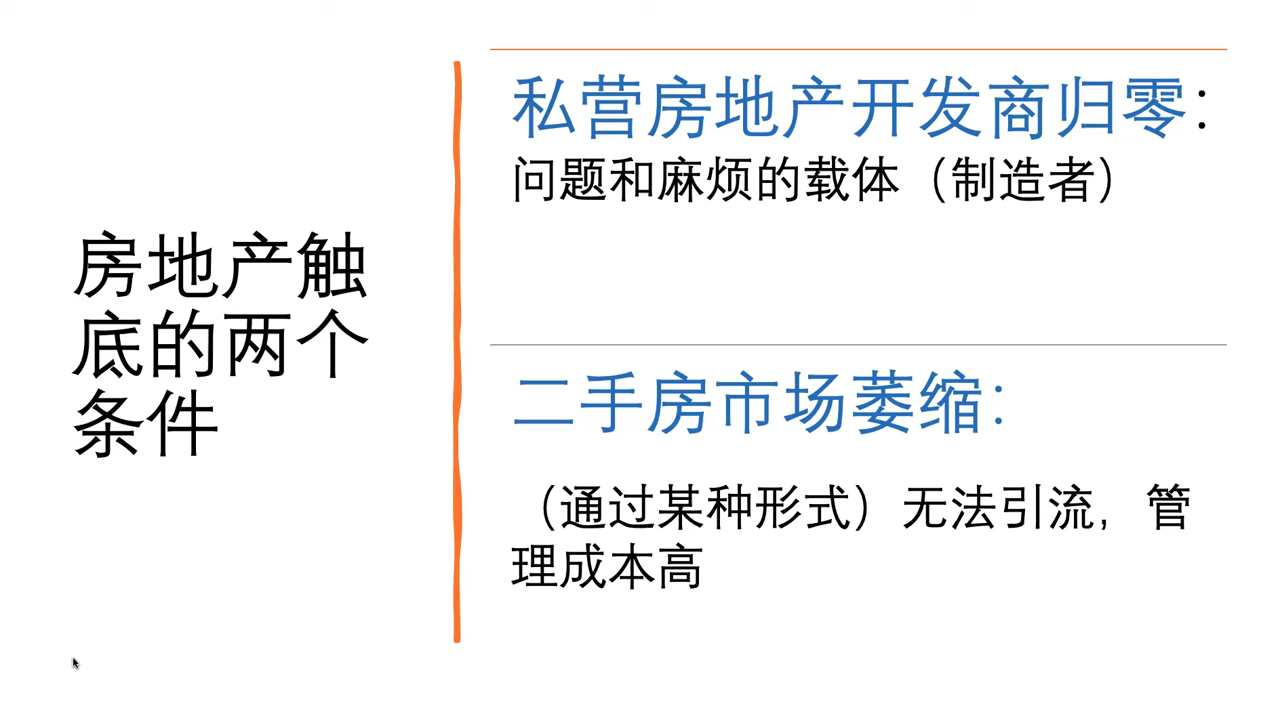 房地产触
底的两个
条件
私营房地产开发商归零：
问题和麻烦的载体（制造者）
二手房市场萎缩：
（通过某种形式）无法引流，管
理成本高